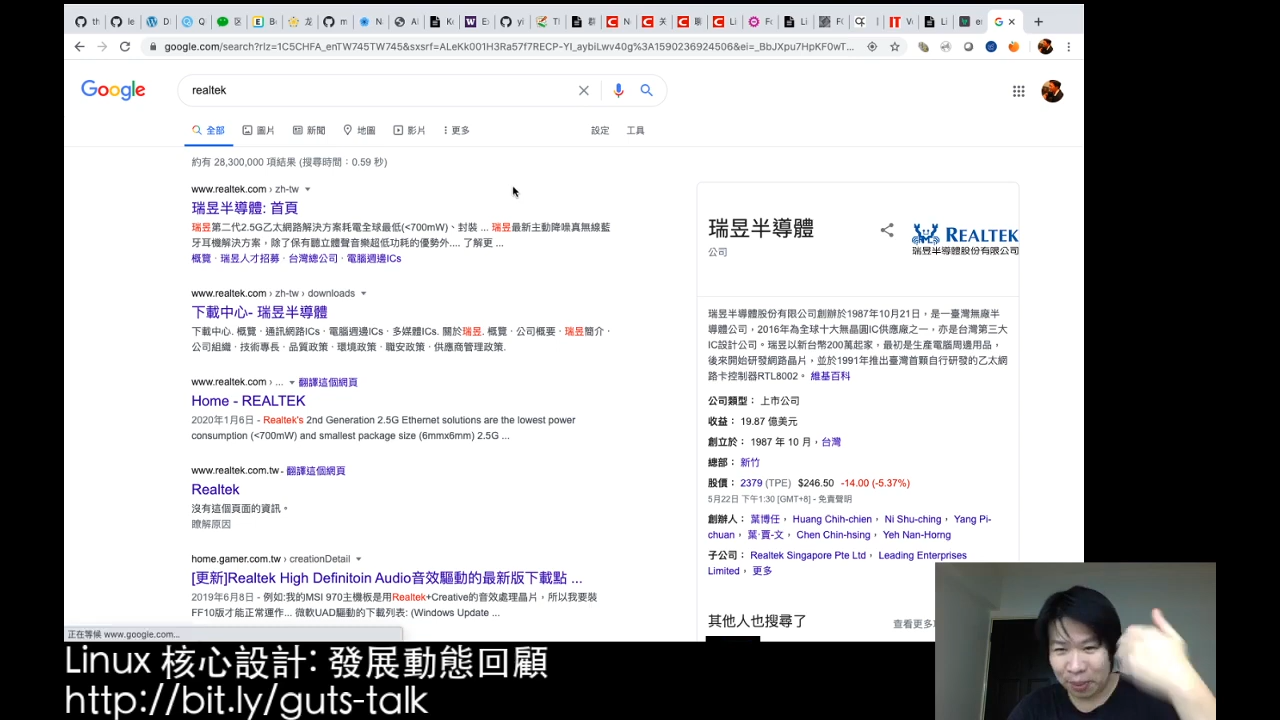 google.com/search?rlz=1C5CHFA_enTW745TW745&sxsrf=ALeKk001H3Ra57f7RECP-YI_aybiLwv40g%3A1590236924506&ei=_BbJXpu7HpKF0wT...
Google
realtek
全部
圖片
新聞
地圖
影片
更多
設定
工具
約有 28,300,000 項結果 (搜尋時間：0.59 秒)
www.realtek.com › zh-tw
瑞昱半導體: 首頁
瑞昱第二代2.5G乙太網路解決方案耗電全球最低(<700mW)、封裝 ... 瑞昱最新主動降噪真無線藍
牙耳機解決方案，除了保有聽立體聲音樂超低功耗的優勢外.... 了解更 ...
概覽 · 瑞昱人才招募 · 台灣總公司 · 電腦週邊ICs
www.realtek.com › zh-tw › downloads
下載中心- 瑞昱半導體
下載中心. 概覽 · 通訊網路ICs · 電腦週邊ICs · 多媒體ICs. 關於瑞昱. 概覽 · 公司概要 · 瑞昱簡介 ·
公司組織 · 技術專長 · 品質政策 · 環境政策 · 職安政策 · 供應商管理政策.
www.realtek.com › ... 翻譯這個網頁
Home - REALTEK
2020年1月6日 - Realtek's 2nd Generation 2.5G Ethernet solutions are the lowest power
consumption (<700mW) and smallest package size (6mmx6mm) 2.5G ...
www.realtek.com.tw - 翻譯這個網頁
Realtek
沒有這個頁面的資訊。
瞭解原因
home.gamer.com.tw › creationDetail
[更新]Realtek High Definitoin Audio音效驅動的最新版下載點 ...
2019年6月8日 - 例如:我的MSI 970主機板是用Realtek+Creative的音效處理晶片，所以我要裝
FF10版才能正常運作... 微軟UAD驅動的下載列表: (Windows Update ...
正在等候 www.google.com...
瑞昱半導體
公司
REALTEK
瑞昱半導體股份有限公司
瑞昱半導體股份有限公司創辦於1987年10月21日，是一臺灣無廠半
導體公司，2016年為全球十大無晶圓IC供應廠之一，亦是台灣第三大
IC設計公司。瑞昱以新台幣200萬起家，最初是生產電腦周邊用品，
後來開始研發網路晶片，並於1991年推出臺灣首顆自行研發的乙太網
路卡控制器RTL8002。 維基百科
公司類型： 上市公司
收益： 19.87 億美元
創立於： 1987 年 10 月，台灣
總部： 新竹
股價： 2379 (TPE) $246.50 -14.00 (-5.37%)
5月22日 下午1:30 [GMT+8] - 免責聲明
創辦人： 葉博任， Huang Chih-chien， Ni Shu-ching， Yang Pi-
chuan， 葉·賈-文， Chen Chin-hsing， Yeh Nan-Horng
子公司： Realtek Singapore Pte Ltd， Leading Enterprises
Limited， 更多
其他人也搜尋了
查看更多
Linux 核心設計: 發展動態回顧
http://bit.ly/guts-talk